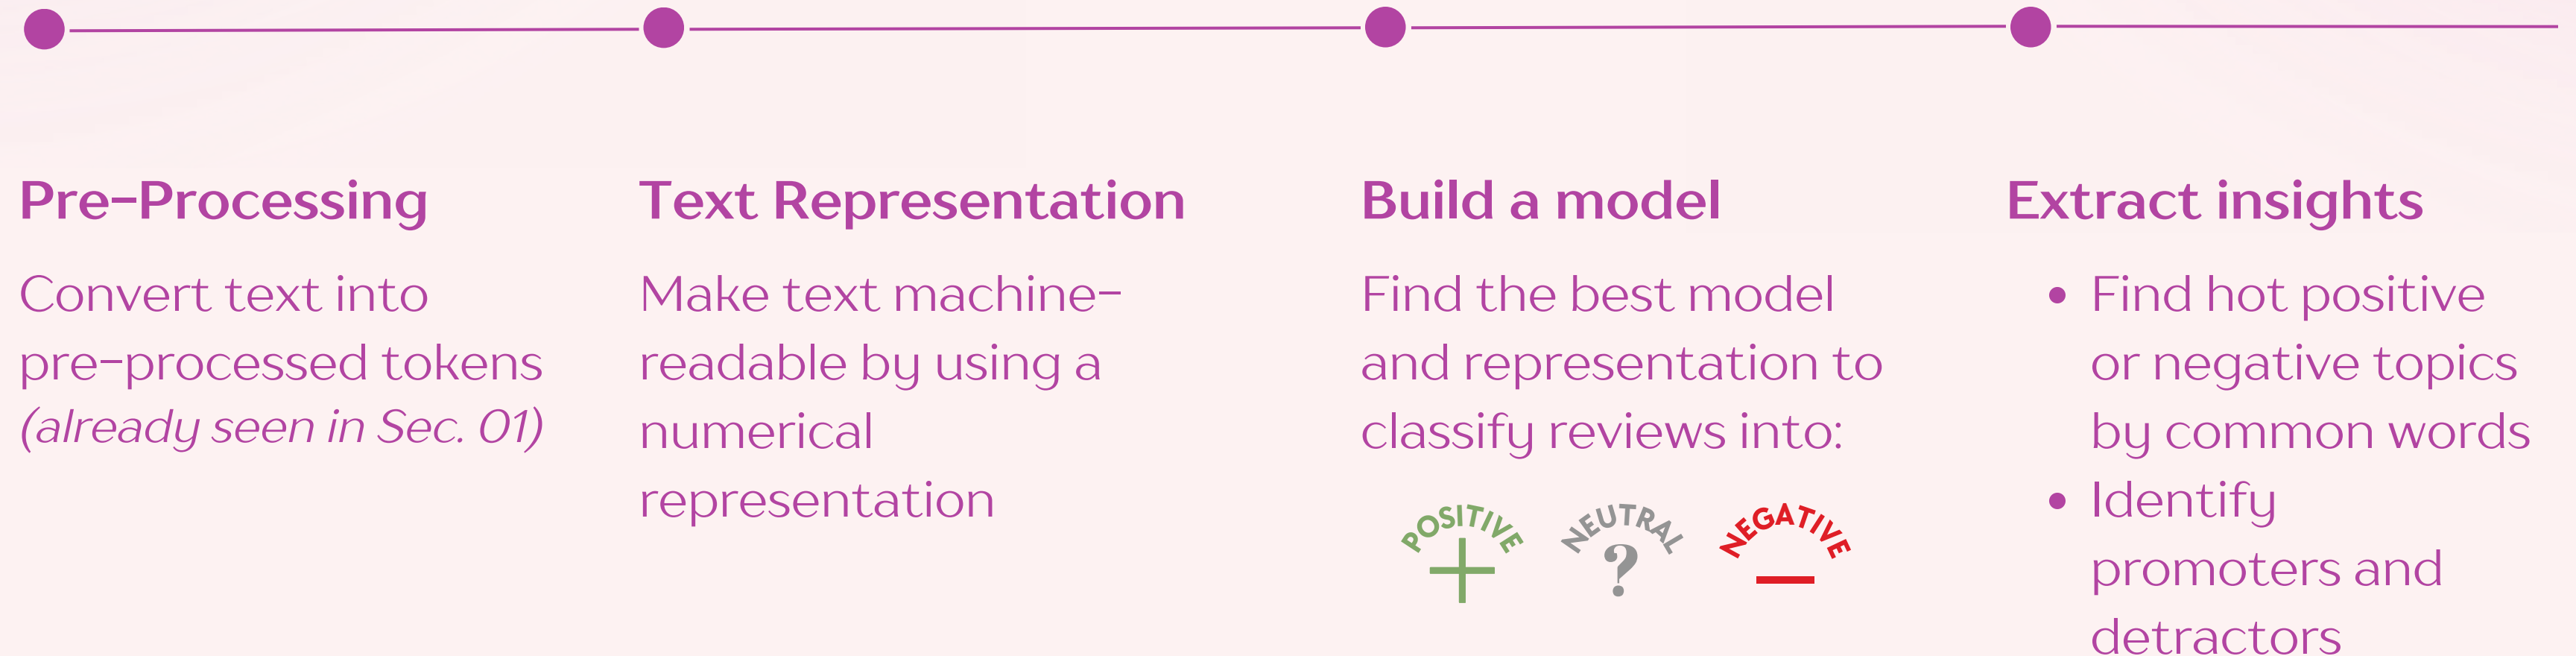 Pre-Processing
Convert text into
pre-processed tokens
(already seen in Sec. 01)
Text Representation
Make text machine-
readable by using a
numerical
representation
Build a model
Find the best model
and representation to
classify reviews into:
POSITIVE
+
NEUTRAL
?
NEGATIVE
−
Extract insights
• Find hot positive
or negative topics
by common words
• Identify
promoters and
detractors